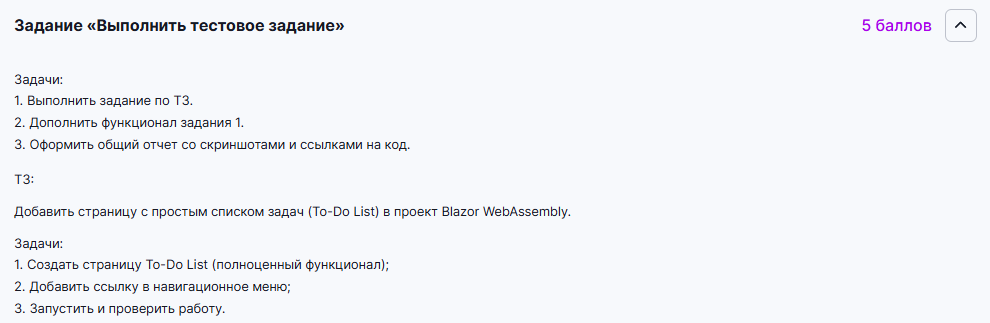 Задание «Выполнить тестовое задание»
5 баллов
Задачи:
1. Выполнить задание по ТЗ.
2. Дополнить функционал задания 1.
3. Оформить общий отчет со скриншотами и ссылками на код.
ТЗ:
Добавить страницу с простым списком задач (To-Do List) в проект Blazor WebAssembly.
Задачи:
1. Создать страницу To-Do List (полноценный функционал);
2. Добавить ссылку в навигационное меню;
3. Запустить и проверить работу.